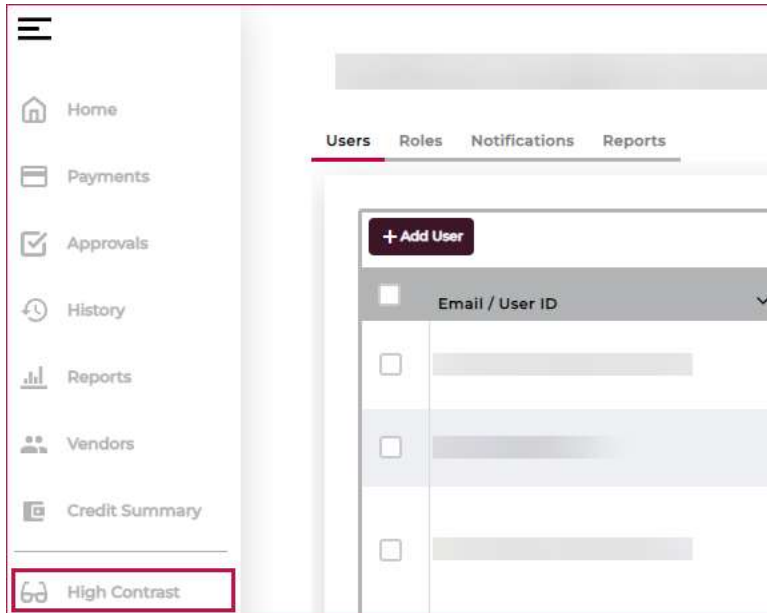 Home
Payments
Approvals
History
Reports
Vendors
Credit Summary
High Contrast
Users Roles Notifications Reports
+ Add User
Email / User ID